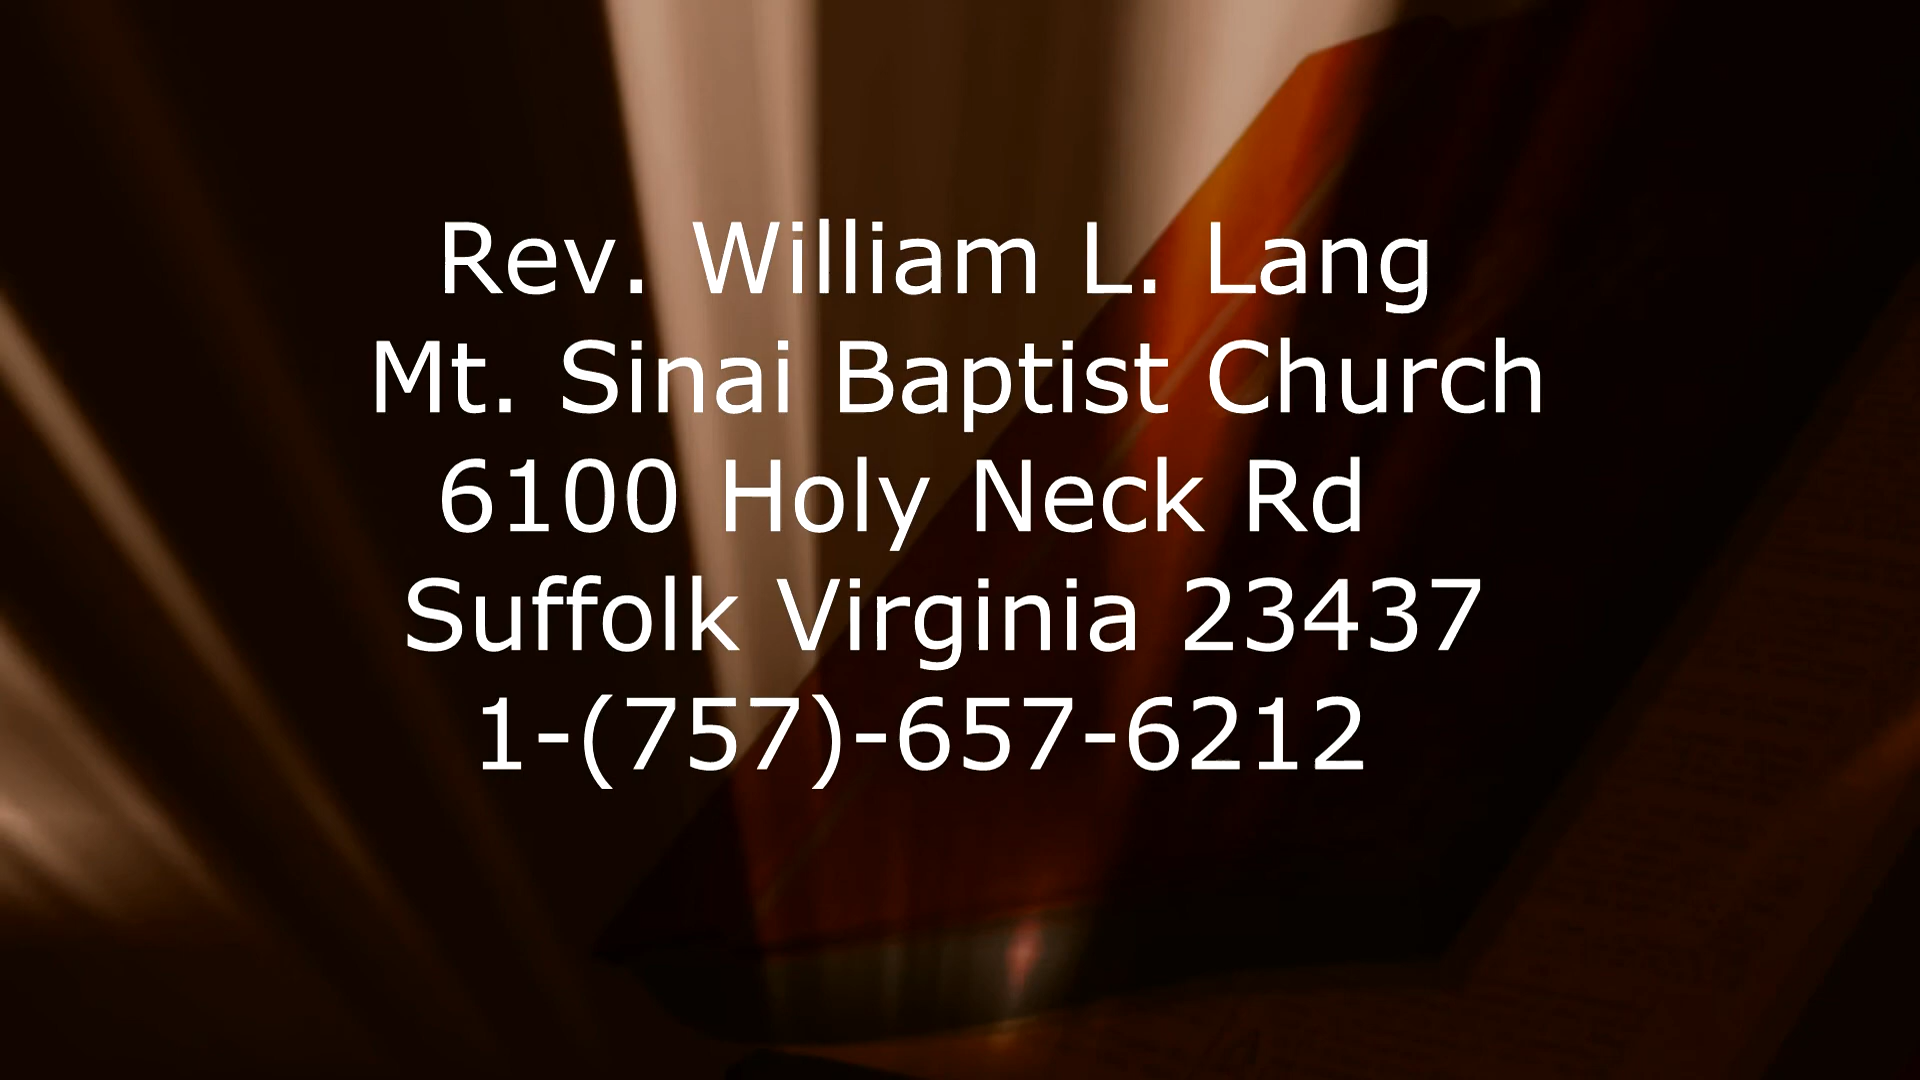 Rev. William L. Lang
Mt. Sinai Baptist Church
6100 Holy Neck Rd
Suffolk Virginia 23437
1-(757)-657-6212